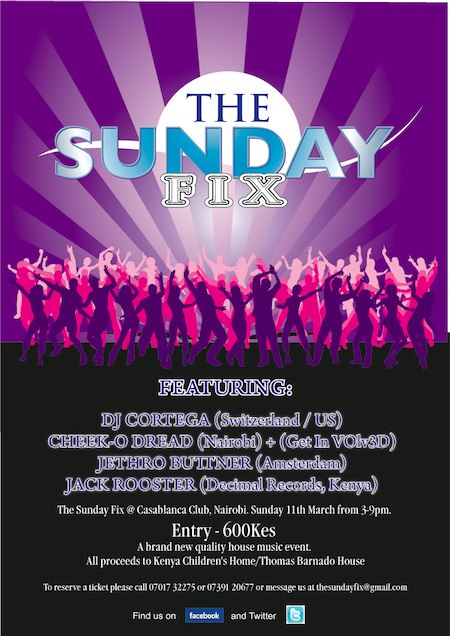 THE
SUNDAY
FIX
FEATURING:
DJ CORTEGA (Switzerland / US)
CHEEK-O DREAD (Nairobi) + (Get In VOlv3D)
JETHRO BUTTNER (Amsterdam)
JACK ROOSTER (Decimal Records, Kenya)
The Sunday Fix @ Casablanca Club, Nairobi. Sunday 11th March from 3-9pm.
Entry - 600Kes
A brand new quality house music event.
All proceeds to Kenya Children's Home/Thomas Barnado House
To reserve a ticket please call 07017 32275 or 07391 20677 or message us at thesundayfix@gmail.com
Find us on facebook and Twitter t